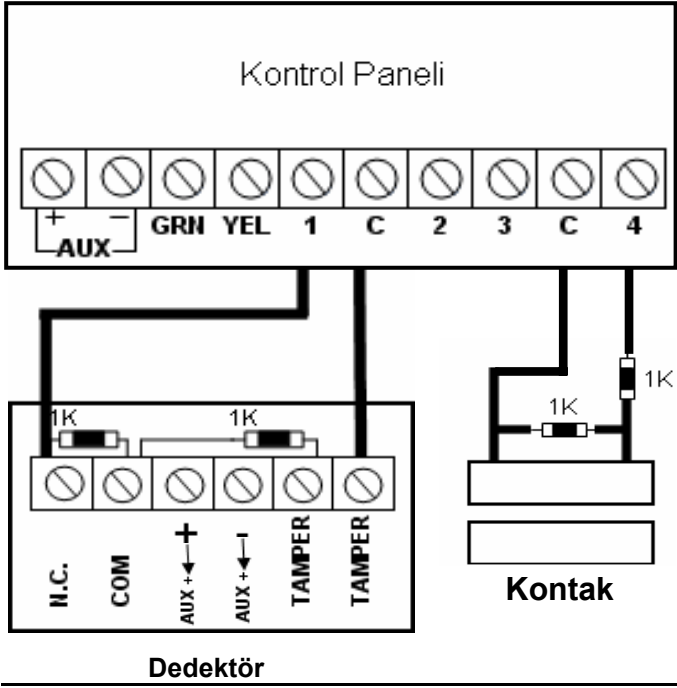 Kontrol Paneli
+ − GRN YEL 1 C 2 3 C 4
AUX
1K
1K
1K
1K
N.C.
COM
AUX +
+
AUX +
-
TAMPER
TAMPER
Kontak
Dedektör